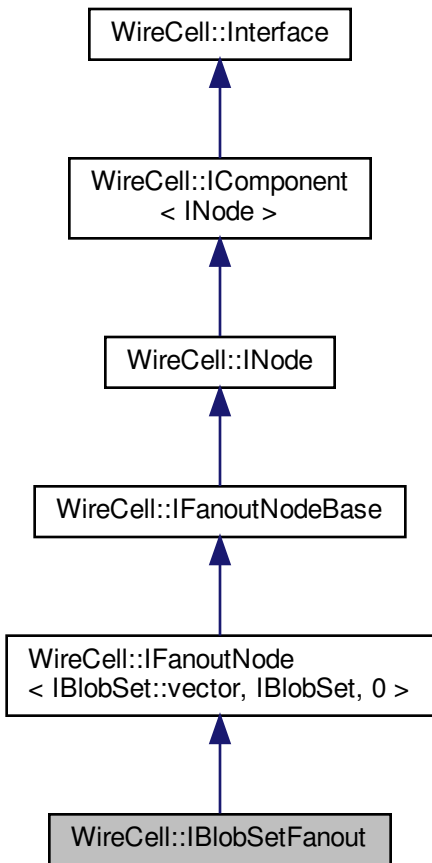 WireCell::Interface
WireCell::IComponent
< INode >
WireCell::INode
WireCell::IFanoutNodeBase
WireCell::IFanoutNode
< IBlobSet::vector, IBlobSet, 0 >
WireCell::IBlobSetFanout